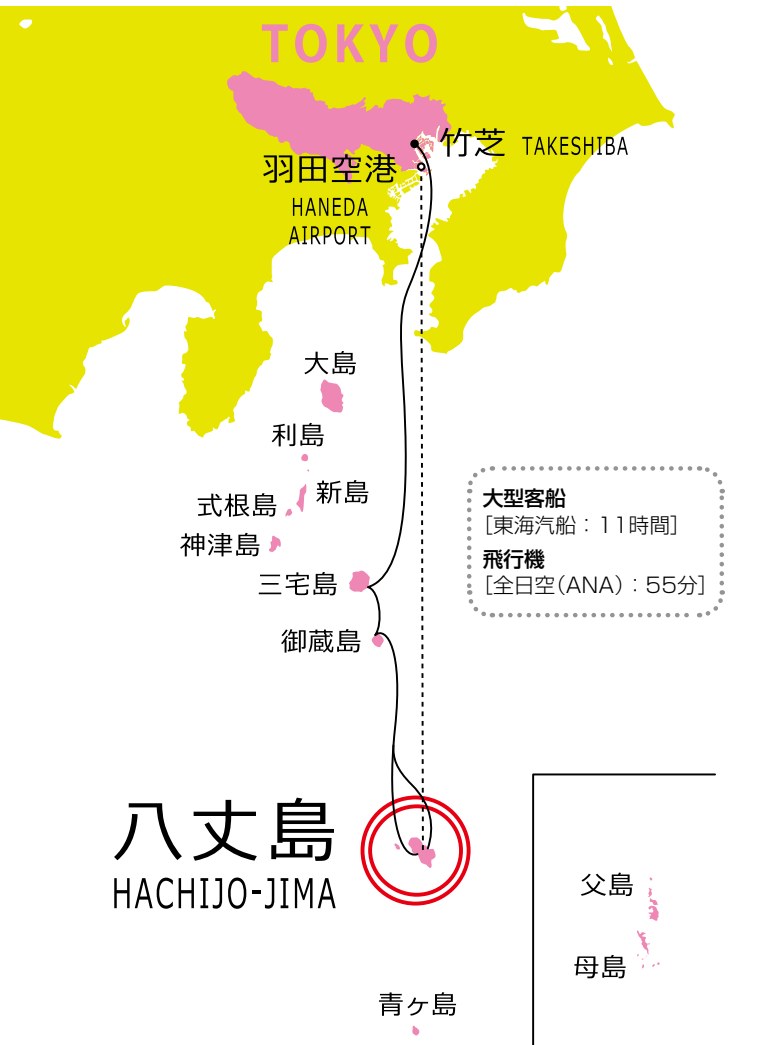 TOKYO
竹芝 TAKESHIBA
羽田空港
HANEDA
AIRPORT
大島
利島
新島
式根島
神津島
三宅島
御蔵島
大型客船
[東海汽船：11時間]
飛行機
[全日空(ANA)：55分]
八丈島
HACHIJO-JIMA
父島
母島
青ヶ島